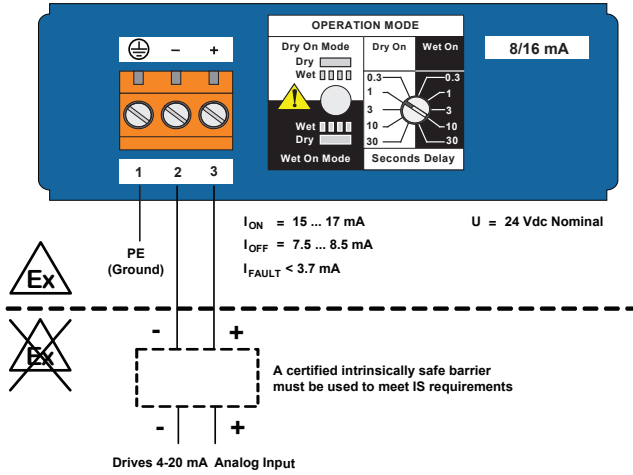 OPERATION MODE
Dry On Mode
Dry
Wet
Wet
Dry
Wet On Mode
Dry On Wet On
0.3 0.3
1 1
3 3
10 10
30 30
Seconds Delay
8/16 mA
- +
1 2 3
PE
(Ground)
I_ON = 15 ... 17 mA
I_OFF = 7.5 ... 8.5 mA
I_FAULT < 3.7 mA
U = 24 Vdc Nominal
Ex
Ex
- +
A certified intrinsically safe barrier
must be used to meet IS requirements
- +
Drives 4-20 mA Analog Input